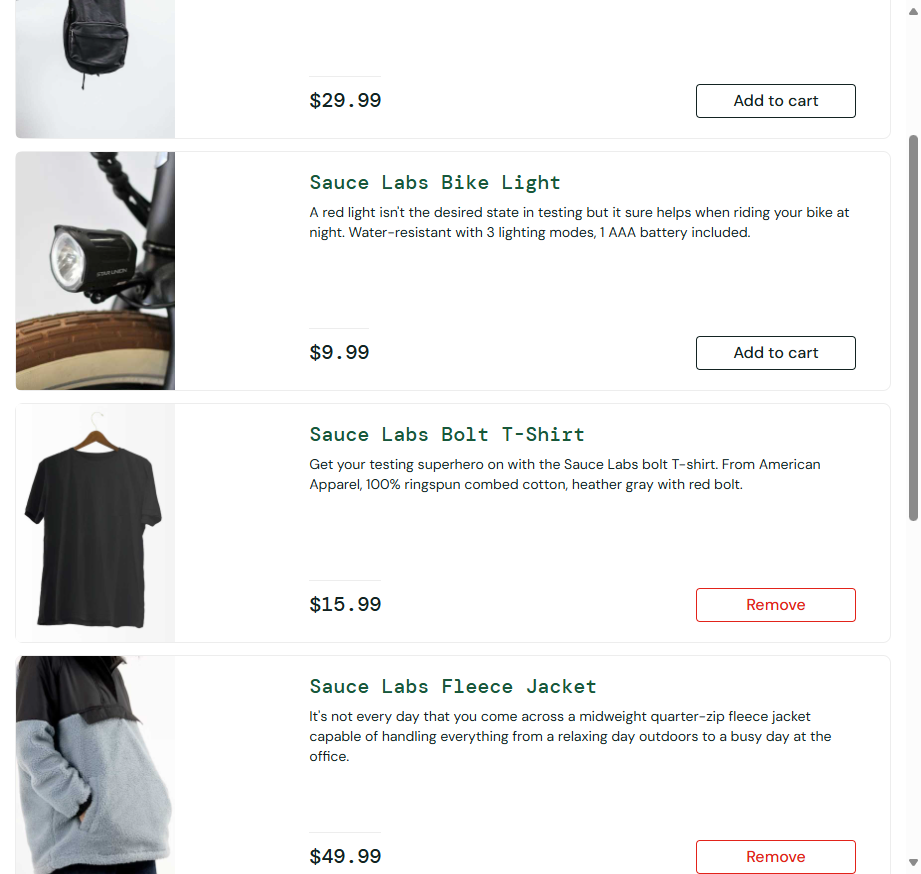 $29.99
Add to cart
Sauce Labs Bike Light
A red light isn't the desired state in testing but it sure helps when riding your bike at
night. Water-resistant with 3 lighting modes, 1 AAA battery included.
$9.99
Add to cart
Sauce Labs Bolt T-Shirt
Get your testing superhero on with the Sauce Labs bolt T-shirt. From American
Apparel, 100% ringspun combed cotton, heather gray with red bolt.
$15.99
Remove
Sauce Labs Fleece Jacket
It's not every day that you come across a midweight quarter-zip fleece jacket
capable of handling everything from a relaxing day outdoors to a busy day at the
office.
$49.99
Remove